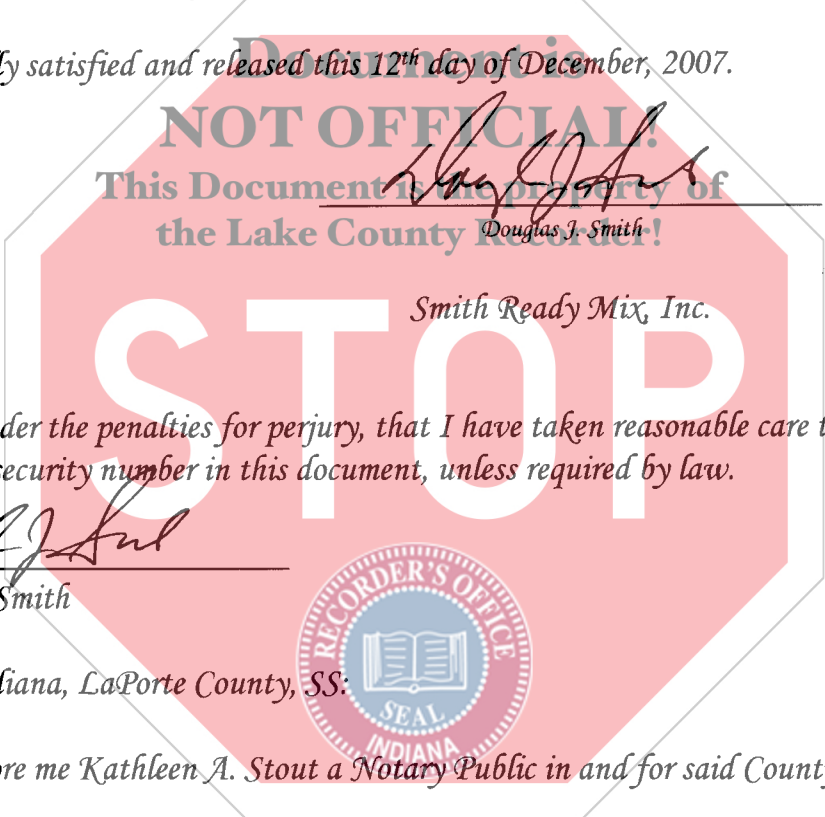 ly satisfied and released this 12th day of December, 2007.
Document is
NOT OFFICIAL!
This Document is the property of
the Lake County Recorder!
Douglas J. Smith
Smith Ready Mix, Inc.
STOP
der the penalties for perjury, that I have taken reasonable care t
security number in this document, unless required by law.
Smith
RECORDER'S OFFICE
SEAL
INDIANA
diana, LaPorte County, SS:
ore me Kathleen A. Stout a Notary Public in and for said County